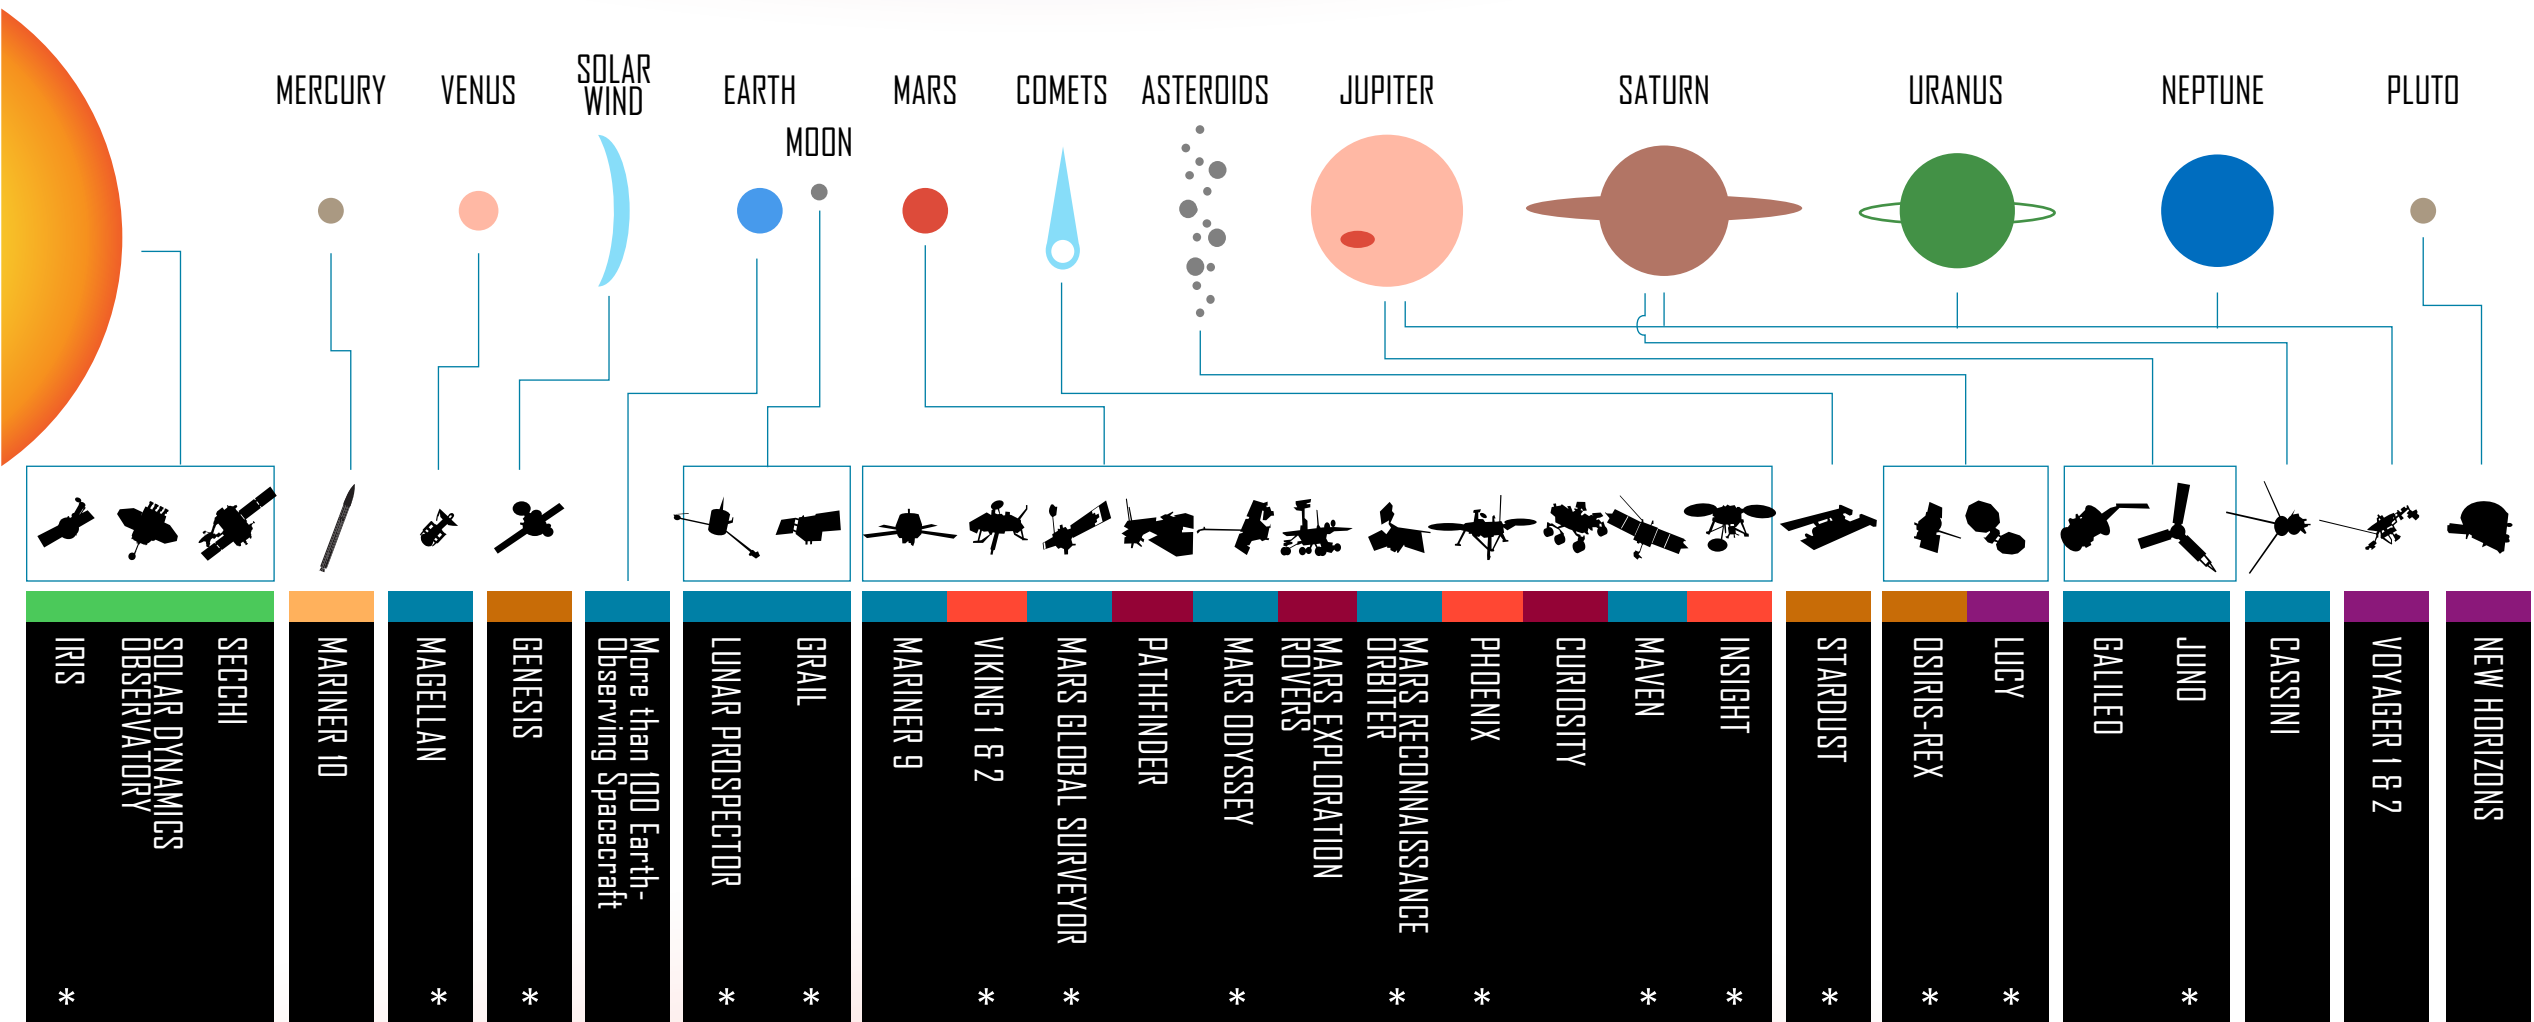 MERCURY
VENUS
SOLAR
WIND
EARTH
MOON
MARS
COMETS
ASTEROIDS
JUPITER
SATURN
URANUS
NEPTUNE
PLUTO
IRIS
SOLAR DYNAMICS
OBSERVATORY
SECCHI
MARINER 10
MAGELLAN
GENESIS
More than 100 Earth-
Observing Spacecraft
LUNAR PROSPECTOR
GRAIL
MARINER 9
VIKING 1 & 2
MARS GLOBAL SURVEYOR
PATHFINDER
MARS ODYSSEY
MARS EXPLORATION
ROVERS
MARS RECONNAISSANCE
ORBITER
PHOENIX
CURIOSITY
MAVEN
INSIGHT
STARDUST
OSIRIS-REX
LUCY
GALILEO
JUNO
CASSINI
VOYAGER 1 & 2
NEW HORIZONS
* * * * * * * * * * * * * * * *